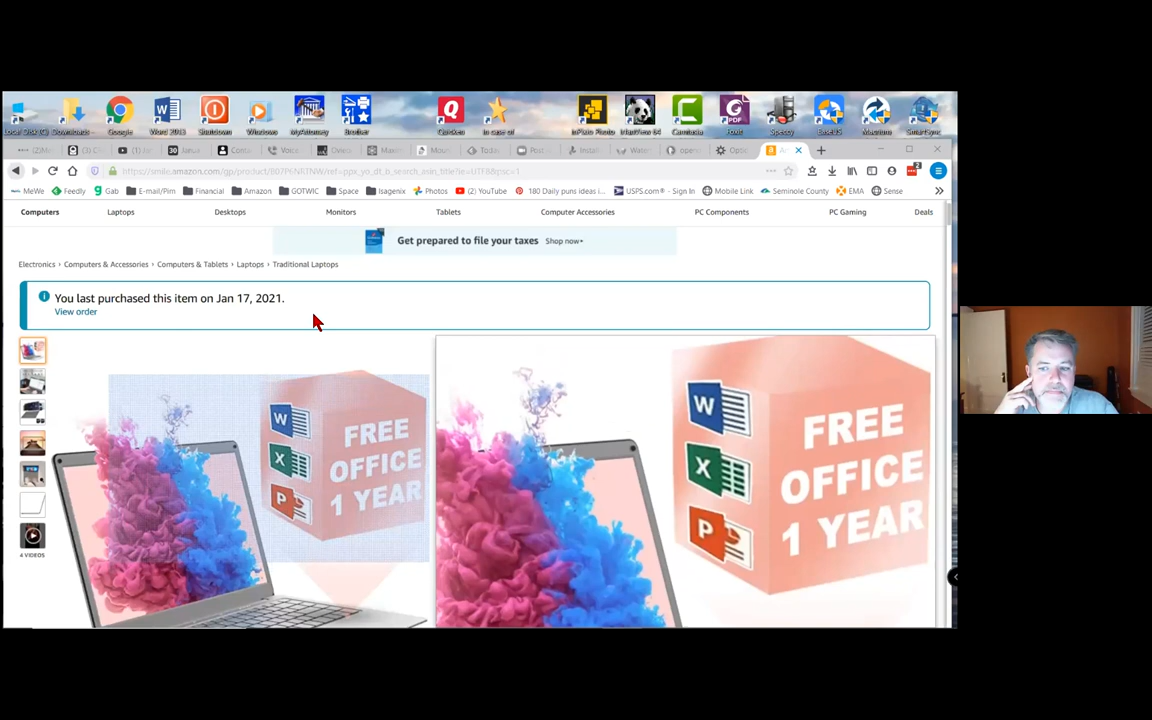 Local Disk (C) Downloads Google Word 2013 Shutdown Windows MyAttorney Brother Quicken In case of InPixio Photo IrfanView 64 Camtasia Foxit Speccy EaseUS Macrium SmartSync
MeWe Feedly Gab E-mail/Pim Financial Amazon GOTWIC Space Isagenix Photos (2) YouTube 180 Daily puns ideas i... USPS.com® - Sign In Mobile Link Seminole County EMA Sense
Computers Laptops Desktops Monitors Tablets Computer Accessories PC Components PC Gaming Deals
Get prepared to file your taxes Shop now›
Electronics › Computers & Accessories › Computers & Tablets › Laptops › Traditional Laptops
You last purchased this item on Jan 17, 2021.
View order
W
X
P
FREE
OFFICE
1 YEAR
4 VIDEOS
W
X
P
FREE
OFFICE
1 YEAR